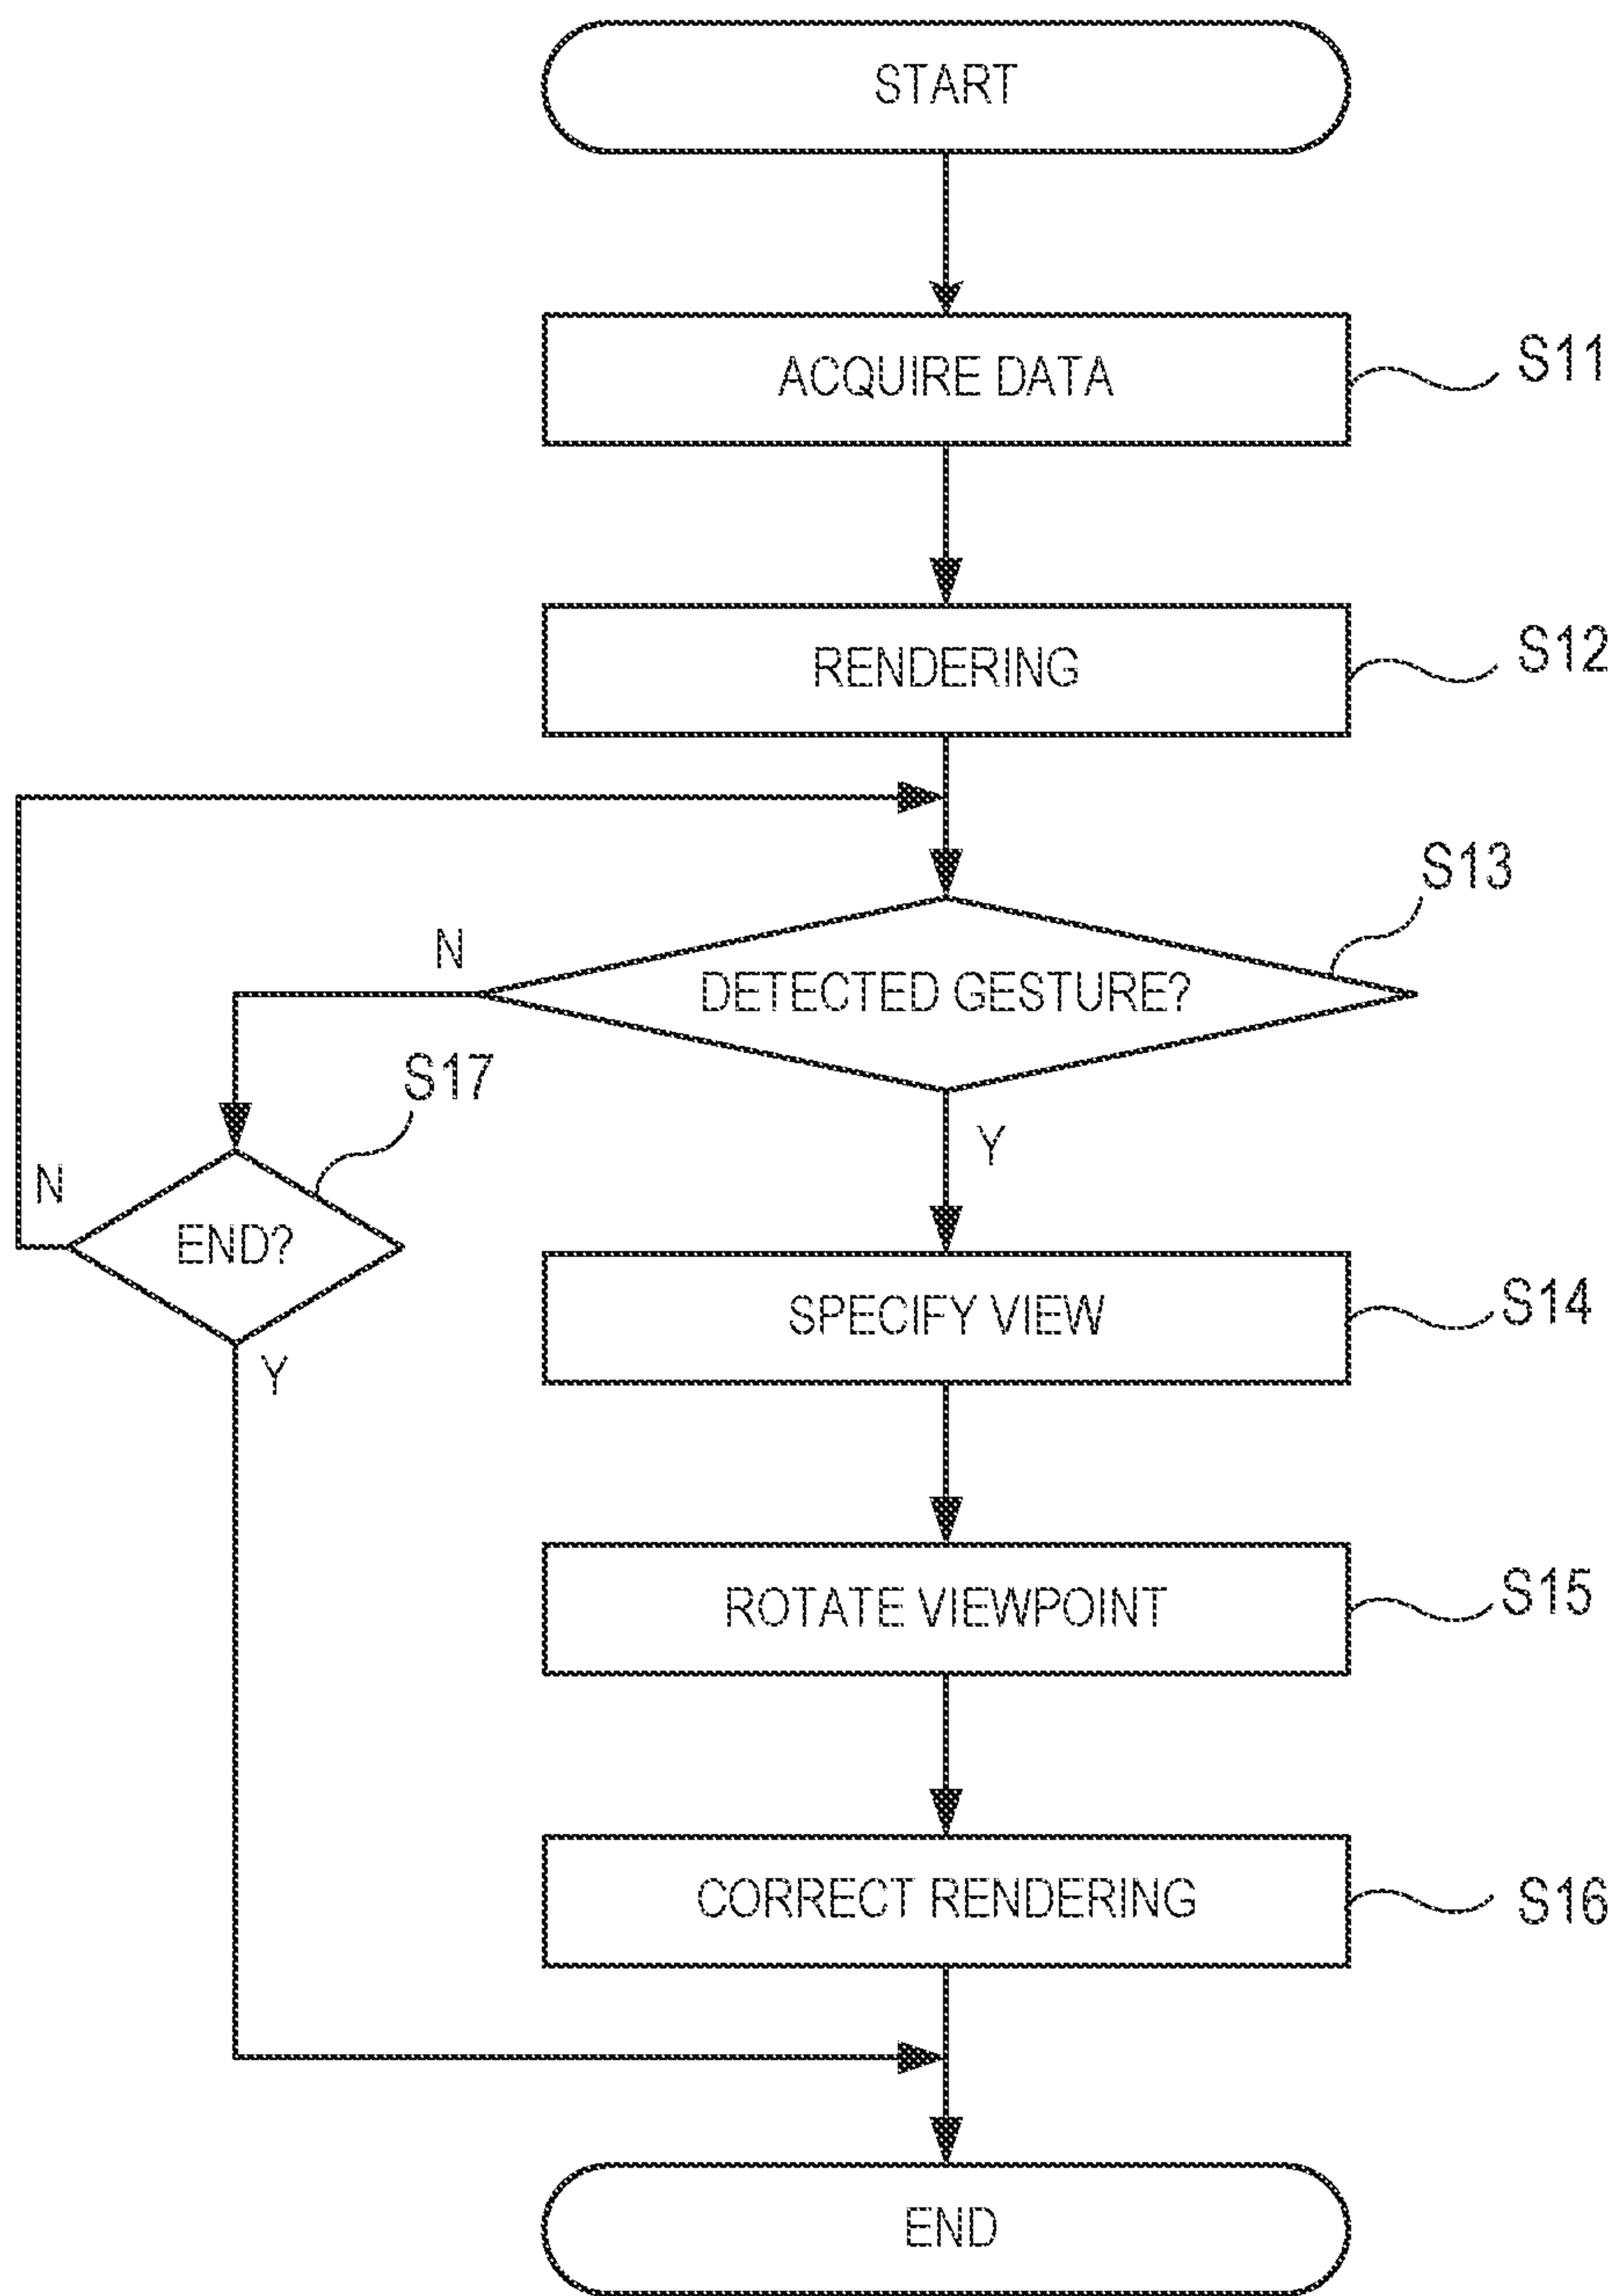 START
ACQUIRE DATA
S11
RENDERING
S12
S13
N
DETECTED GESTURE?
S17
Y
N
END?
SPECIFY VIEW
S14
Y
ROTATE VIEWPOINT
S15
CORRECT RENDERING
S16
END